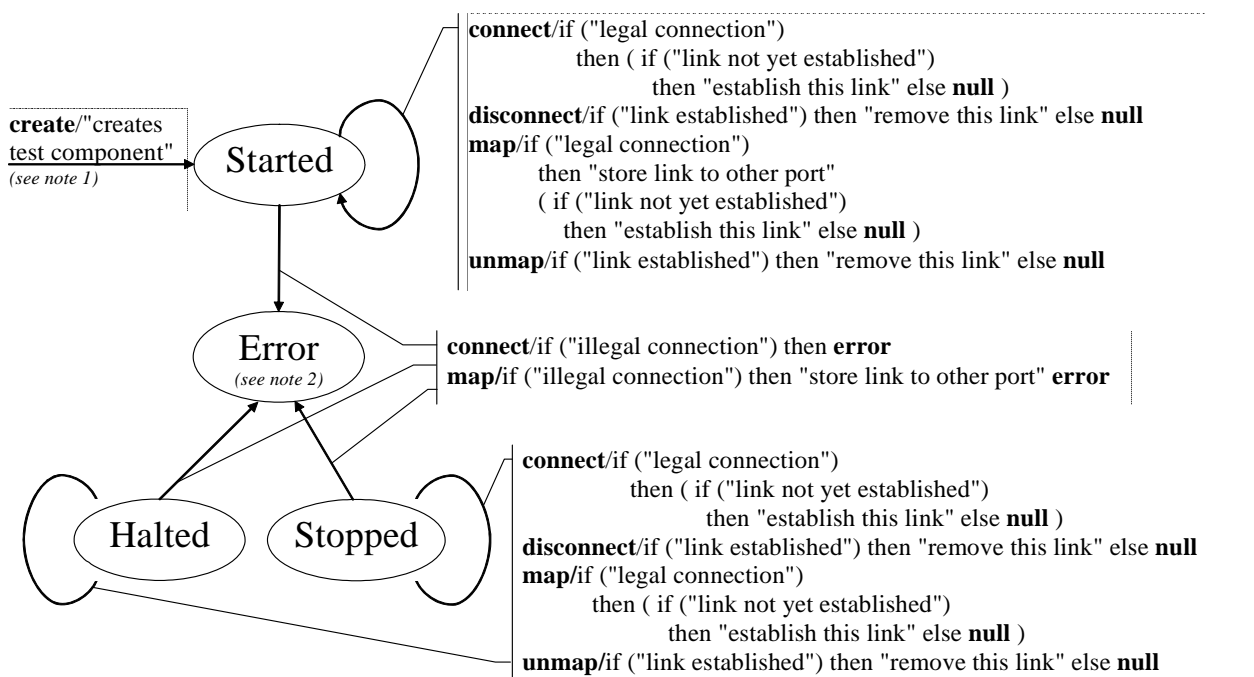 connect/if ("legal connection")
then ( if ("link not yet established")
then "establish this link" else null )
disconnect/if ("link established") then "remove this link" else null
map/if ("legal connection")
then "store link to other port"
( if ("link not yet established")
then "establish this link" else null )
unmap/if ("link established") then "remove this link" else null
create/"creates
test component"
(see note 1)
Started
Error
(see note 2)
connect/if ("illegal connection") then error
map/if ("illegal connection") then "store link to other port" error
Halted
Stopped
connect/if ("legal connection")
then ( if ("link not yet established")
then "establish this link" else null )
disconnect/if ("link established") then "remove this link" else null
map/if ("legal connection")
then ( if ("link not yet established")
then "establish this link" else null )
unmap/if ("link established") then "remove this link" else null